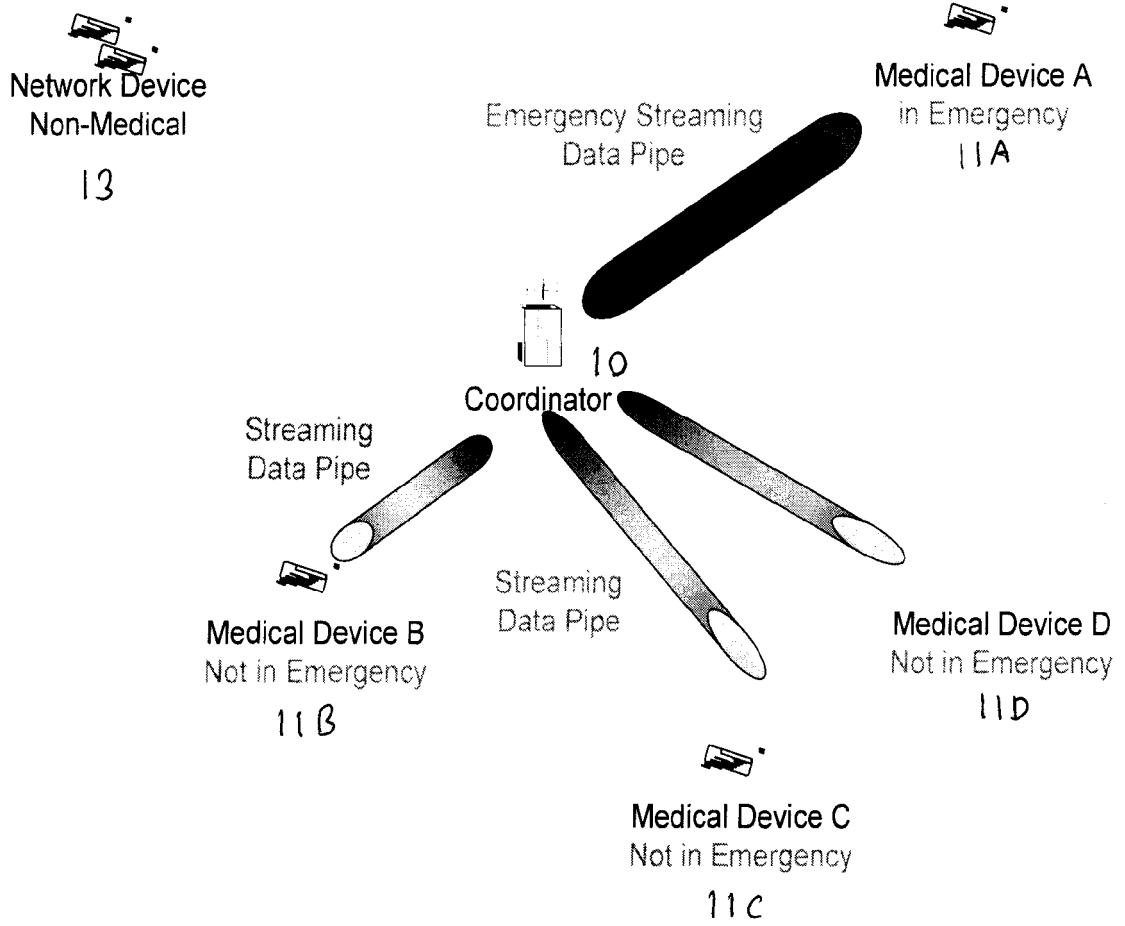 Network Device
Non-Medical
13
Medical Device A
in Emergency
11A
Emergency Streaming
Data Pipe
10
Coordinator
Streaming
Data Pipe
Medical Device B
Not in Emergency
11B
Streaming
Data Pipe
Medical Device D
Not in Emergency
11D
Medical Device C
Not in Emergency
11C